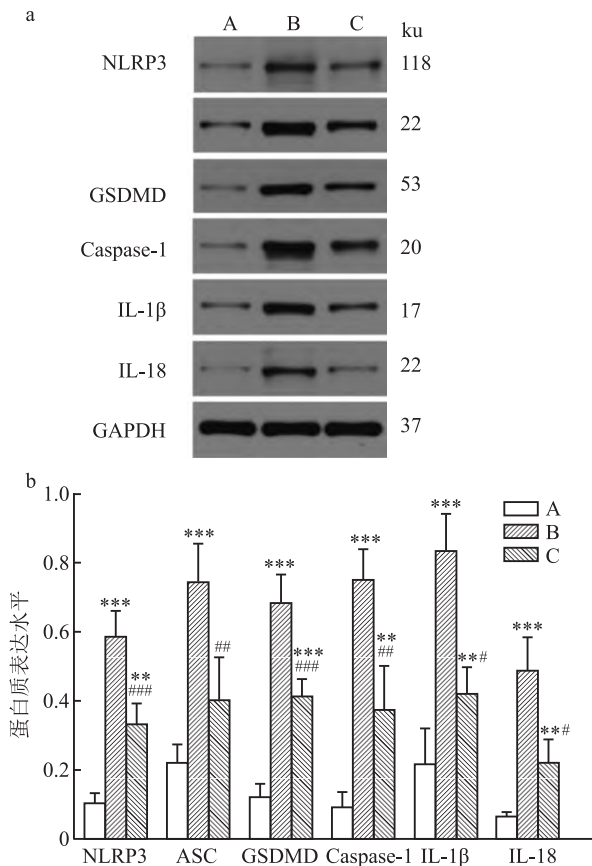 a
A B C ku
NLRP3 118
22
GSDMD 53
Caspase-1 20
IL-1β 17
IL-18 22
GAPDH 37
b
蛋白质表达水平
1.0
0.8
0.6
0.4
0.2
0
A
B
C
***
**
###
***
##
***
***
###
***
**
##
***
**#
***
**#
NLRP3 ASC GSDMD Caspase-1 IL-1β IL-18